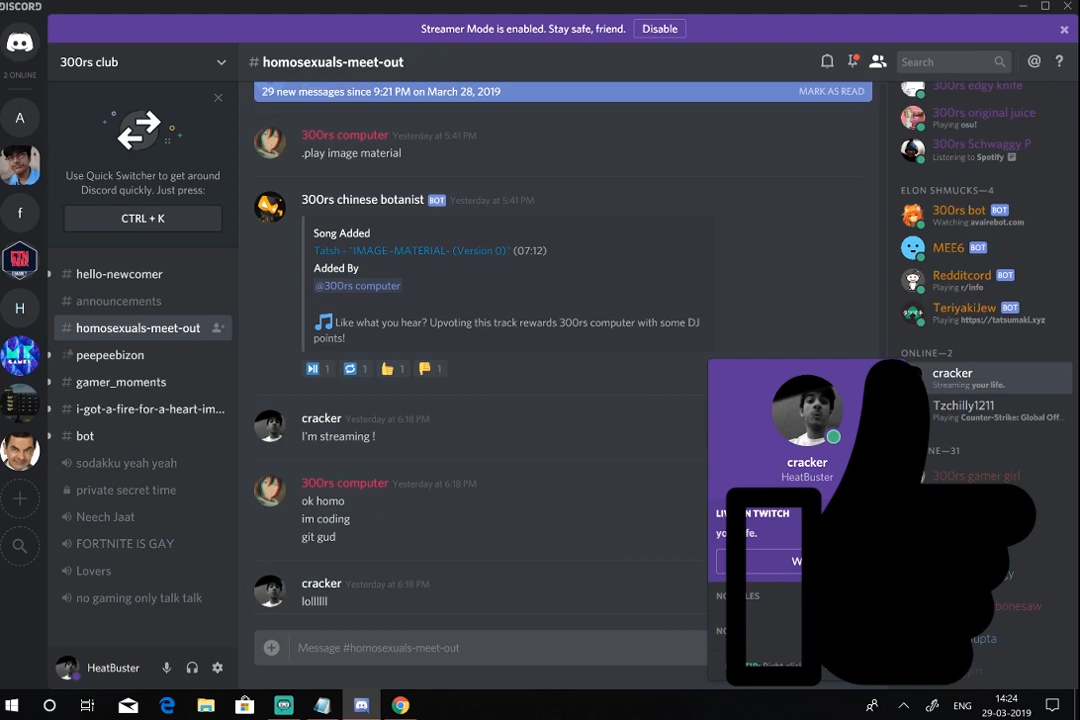 DISCORD
Streamer Mode is enabled. Stay safe, friend. Disable
300rs club
# homosexuals-meet-out
Search
2 ONLINE
29 new messages since 9:21 PM on March 28, 2019 MARK AS READ
A
f
H
Use Quick Switcher to get around
Discord quickly. Just press:
CTRL + K
# hello-newcomer
# announcements
# homosexuals-meet-out
# peepeebizon
# gamer_moments
# i-got-a-fire-for-a-heart-im...
# bot
sodakku yeah yeah
private secret time
Neech Jaat
FORTNITE IS GAY
Lovers
no gaming only talk talk
HeatBuster
300rs computer Yesterday at 5:41 PM
.play image material
300rs chinese botanist BOT Yesterday at 5:41 PM
Song Added
Tatsh - "IMAGE -MATERIAL- (Version 0)" (07:12)
Added By
@300rs computer
Like what you hear? Upvoting this track rewards 300rs computer with some DJ
points!
1 1 1 1
cracker Yesterday at 6:18 PM
I'm streaming !
300rs computer Yesterday at 6:18 PM
ok homo
im coding
git gud
cracker Yesterday at 6:18 PM
lollllll
Message #homosexuals-meet-out
300rs edgy knife
300rs original juice
Playing osu!
300rs Schwaggy P
Listening to Spotify
ELON SHMUCKS—4
300rs bot BOT
Watching avairebot.com
MEE6 BOT
Redditcord BOT
Playing r/info
TeriyakiJew BOT
Playing https://tatsumaki.xyz
ONLINE—2
cracker
Streaming your life.
Tzchilly1211
Playing Counter-Strike: Global Off...
NE—31
300rs gamer girl
bonesaw
cracker
HeatBuster
N TWITCH
ENG
14:24
29-03-2019